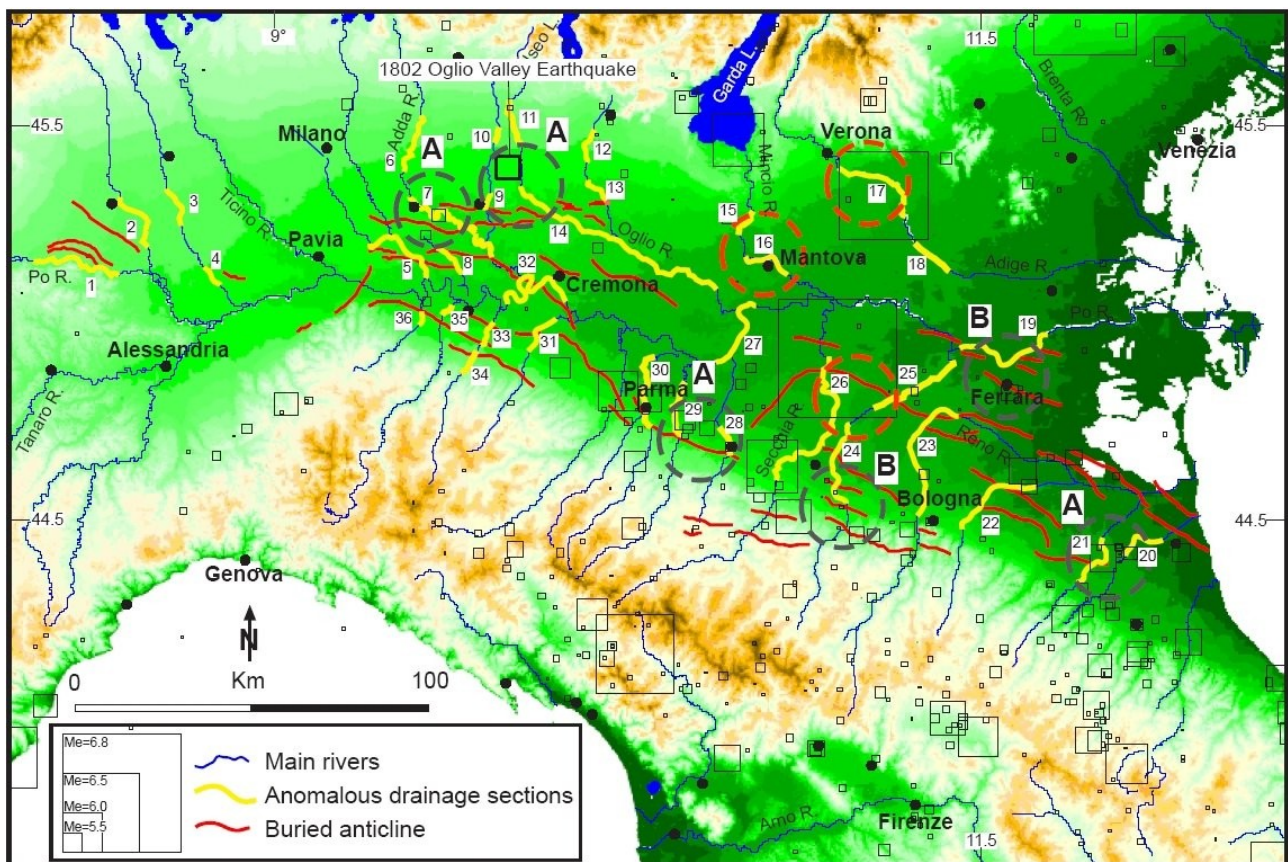 9°
11.5
1802 Oglio Valley Earthquake
Iseo L.
Garda L.
Brenta R.
45.5
45.5
Milano
Adda R.
Verona
Venezia
A
A
B
A
B
A
1
2
3
4
5
6
7
8
9
10
11
12
13
14
15
16
17
18
19
20
21
22
23
24
25
26
27
28
29
30
31
32
33
34
35
36
Ticino R.
Pavia
Mincio R.
Oglio R.
Mantova
Adige R.
Po R.
Cremona
Po R.
Alessandria
Tanaro R.
Parma
Secchia R.
Ferrara
Reno R.
Bologna
44.5
44.5
Genova
N
0
Km
100
Me=6.8
Me=6.5
Me=6.0
Me=5.5
Main rivers
Anomalous drainage sections
Buried anticline
Arno R.
Firenze
11.5